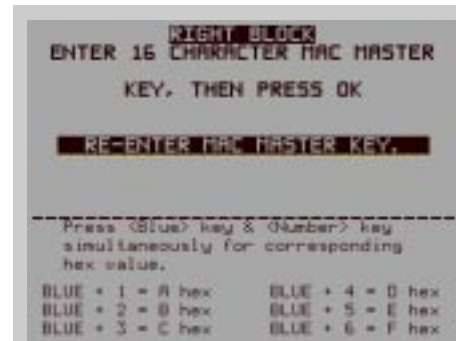 RIGHT BLOCK
ENTER 16 CHARACTER MAC MASTER
KEY, THEN PRESS OK
RE-ENTER MAC MASTER KEY.
Press <Blue> key & <Number> key
simultaneously for corresponding
hex value.
BLUE + 1 = A hex BLUE + 4 = D hex
BLUE + 2 = B hex BLUE + 5 = E hex
BLUE + 3 = C hex BLUE + 6 = F hex